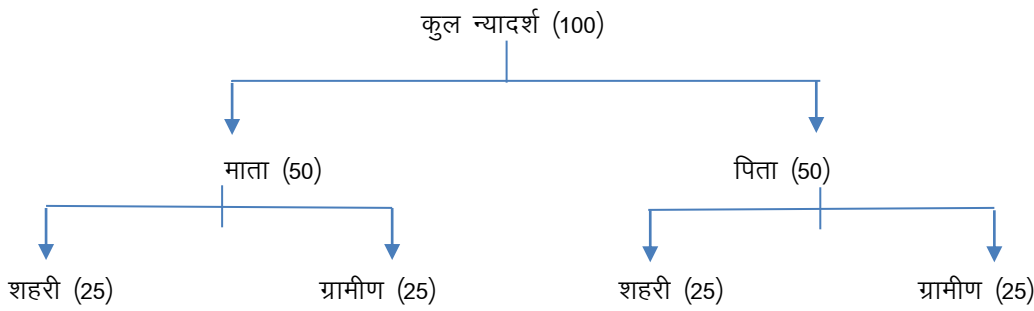 कुल न्यादर्श (100)
माता (50) पिता (50)
शहरी (25) ग्रामीण (25) शहरी (25) ग्रामीण (25)